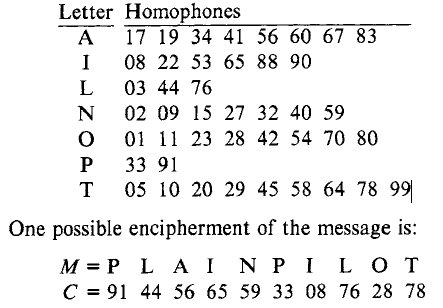 Letter Homophones
A 17 19 34 41 56 60 67 83
I 08 22 53 65 88 90
L 03 44 76
N 02 09 15 27 32 40 59
O 01 11 23 28 42 54 70 80
P 33 91
T 05 10 20 29 45 58 64 78 99
One possible encipherment of the message is:
M = P L A I N P I L O T
C = 91 44 56 65 59 33 08 76 28 78